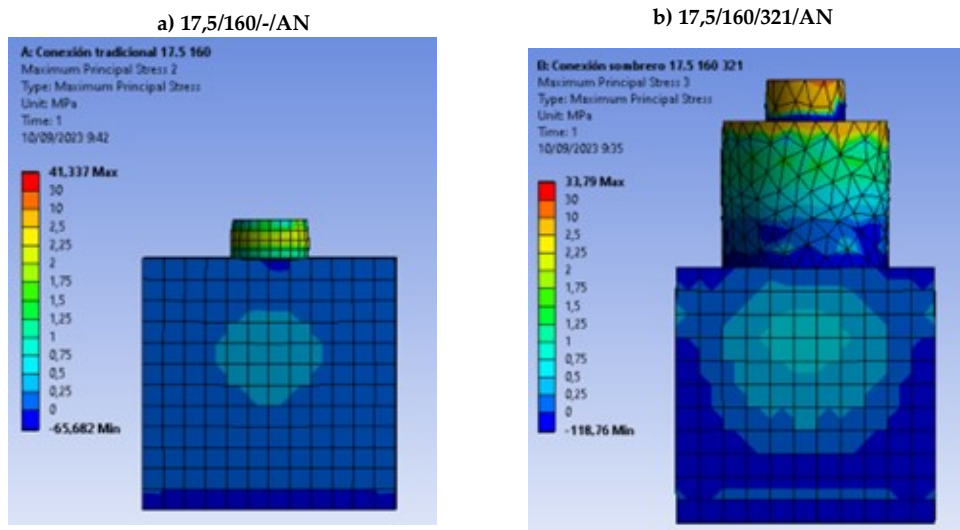 a) 17,5/160/-/AN
A: Conexión tradicional 17.5 160
Maximum Principal Stress 2
Type: Maximum Principal Stress
Unit: MPa
Time: 1
10/09/2023 9:42
41,337 Max
30
10
2,5
2,25
2
1,75
1,5
1,25
1
0,75
0,5
0,25
0
-65,682 Min
b) 17,5/160/321/AN
B: Conexión sombrero 17.5 160 321
Maximum Principal Stress 3
Type: Maximum Principal Stress
Unit: MPa
Time: 1
10/09/2023 9:35
33,79 Max
30
10
2,5
2,25
2
1,75
1,5
1,25
1
0,75
0,5
0,25
0
-118,76 Min